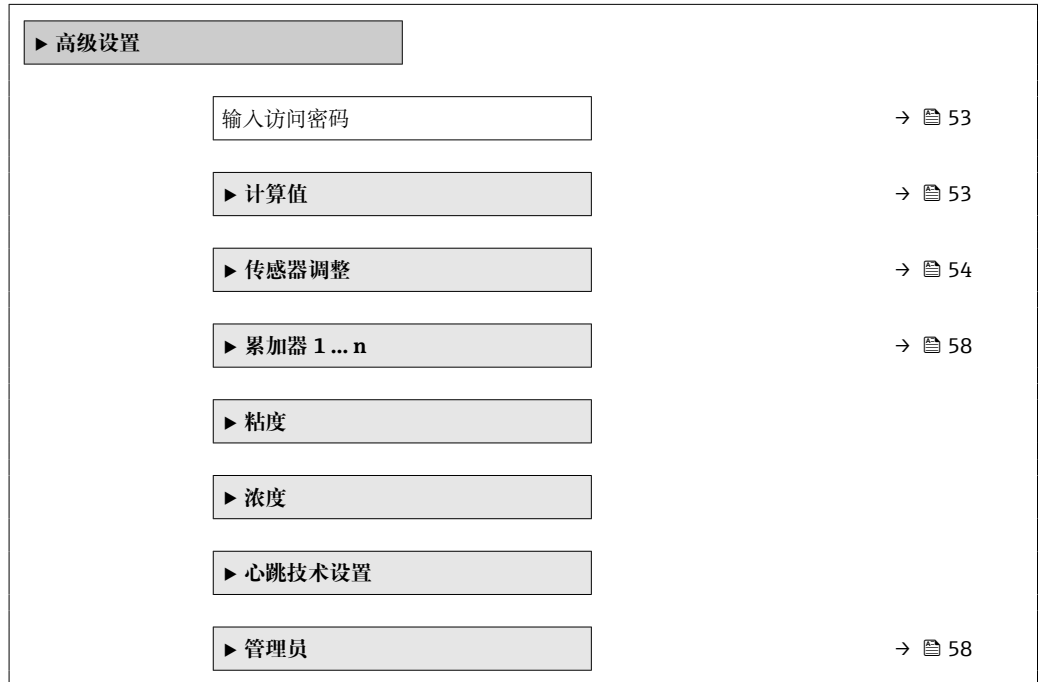 ▶ 高级设置
输入访问密码 → 🖹 53
▶ 计算值 → 🖹 53
▶ 传感器调整 → 🖹 54
▶ 累加器 1 … n → 🖹 58
▶ 粘度
▶ 浓度
▶ 心跳技术设置
▶ 管理员 → 🖹 58